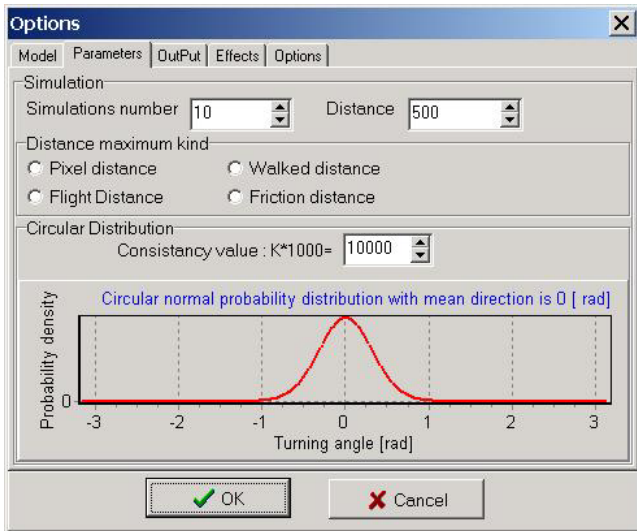 Options
Model Parameters OutPut Effects Options
Simulation
Simulations number 10 Distance 500
Distance maximum kind
Pixel distance Walked distance
Flight Distance Friction distance
Circular Distribution
Consistancy value : K*1000= 10000
Circular normal probability distribution with mean direction is 0 [ rad]
Probability density
0
-3 -2 -1 0 1 2 3
Turning angle [rad]
OK Cancel